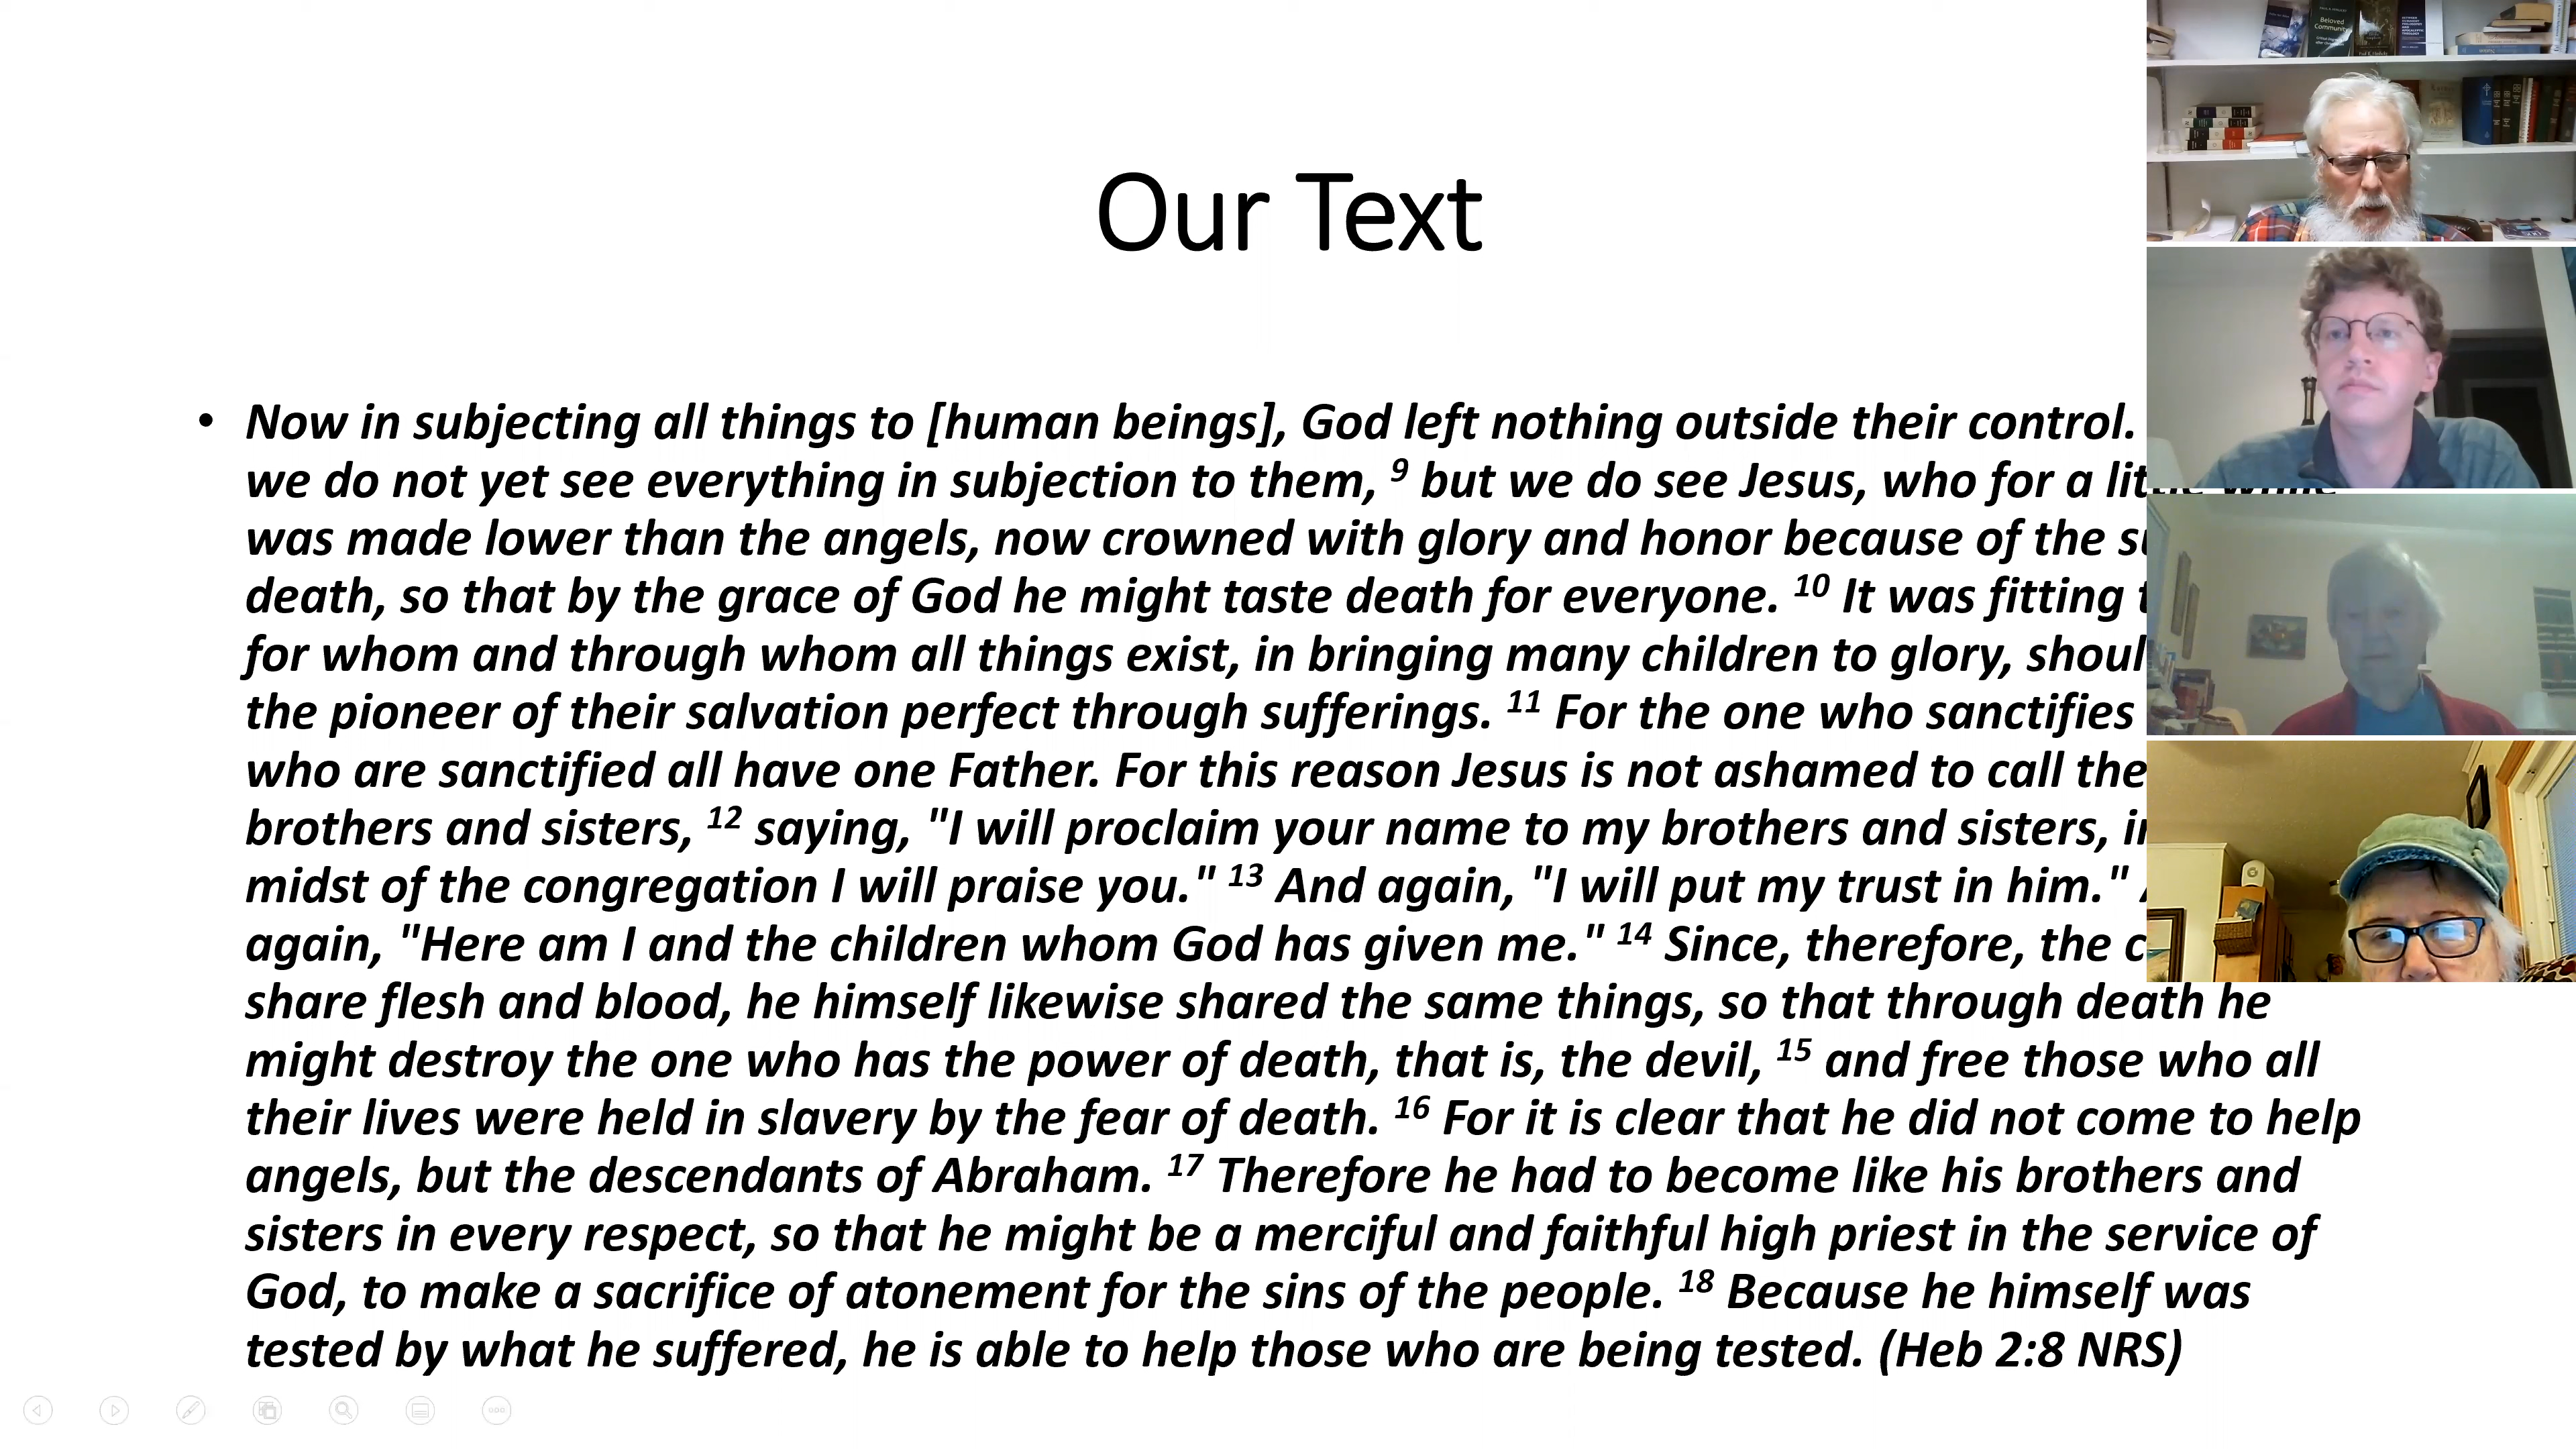 Beloved
Community
Our Text
• Now in subjecting all things to [human beings], God left nothing outside their control.
we do not yet see everything in subjection to them, 9 but we do see Jesus, who for a little while
was made lower than the angels, now crowned with glory and honor because of the
death, so that by the grace of God he might taste death for everyone. 10 It was fitting
for whom and through whom all things exist, in bringing many children to glory,
the pioneer of their salvation perfect through sufferings. 11 For the one who sanctifies
who are sanctified all have one Father. For this reason Jesus is not ashamed to call
brothers and sisters, 12 saying, "I will proclaim your name to my brothers and sisters,
midst of the congregation I will praise you." 13 And again, "I will put my trust in him."
again, "Here am I and the children whom God has given me." 14 Since, therefore, the
share flesh and blood, he himself likewise shared the same things, so that through death he
might destroy the one who has the power of death, that is, the devil, 15 and free those who all
their lives were held in slavery by the fear of death. 16 For it is clear that he did not come to help
angels, but the descendants of Abraham. 17 Therefore he had to become like his brothers and
sisters in every respect, so that he might be a merciful and faithful high priest in the service of
God, to make a sacrifice of atonement for the sins of the people. 18 Because he himself was
tested by what he suffered, he is able to help those who are being tested. (Heb 2:8 NRS)